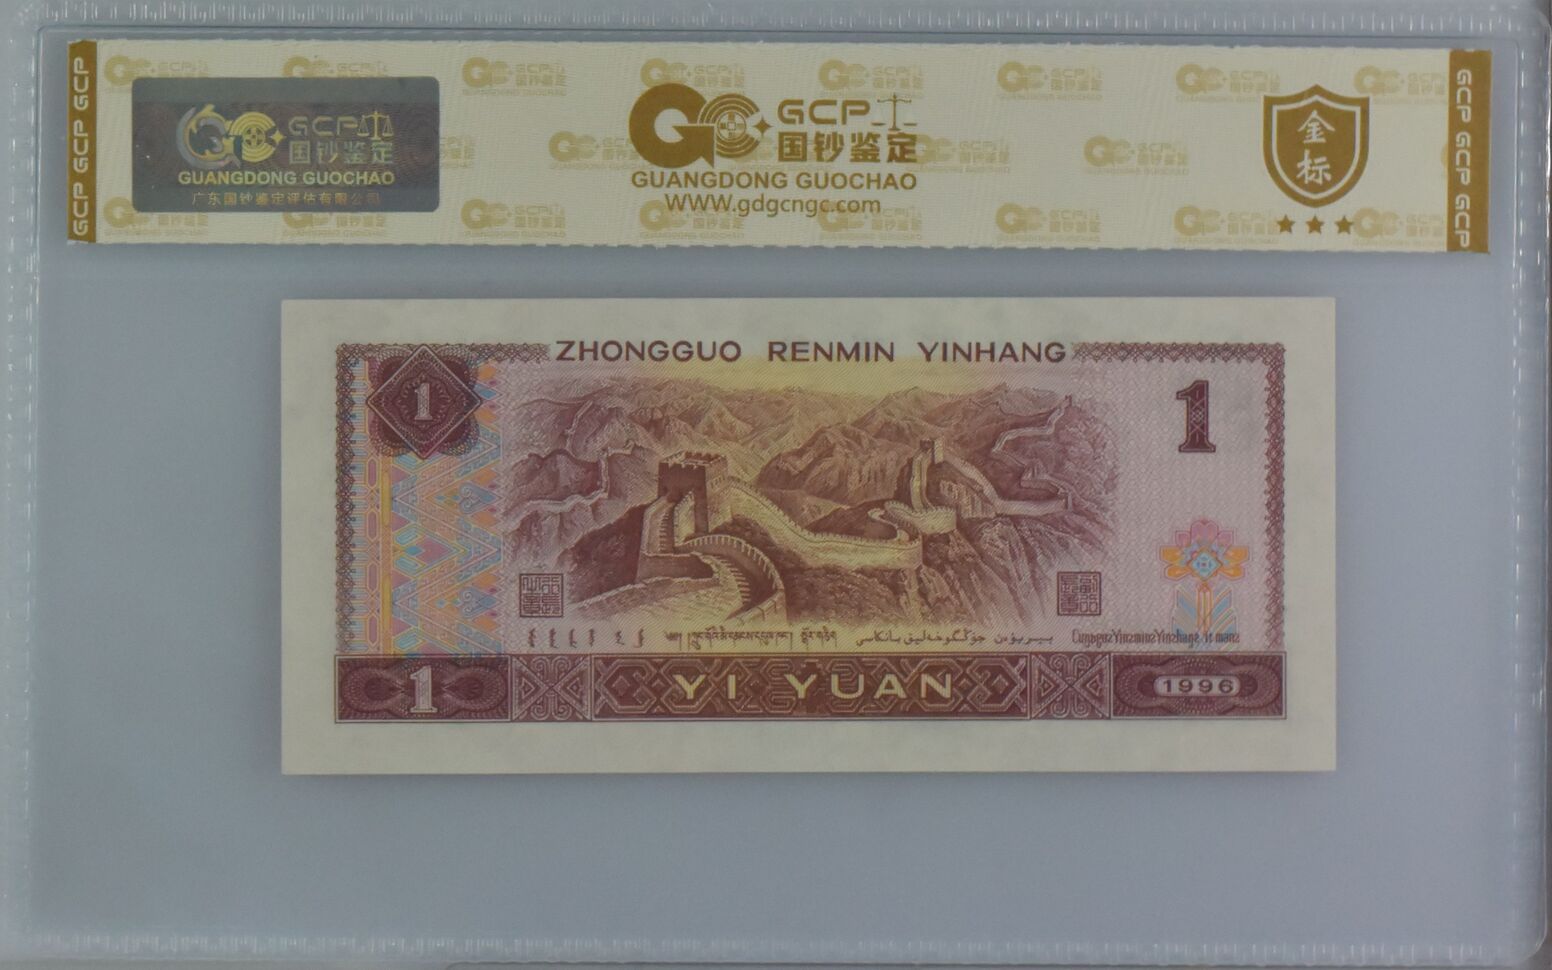 GCP GCP GCP
GCP
国钞鉴定
GUANGDONG GUOCHAO
广东国钞鉴定评估有限公司
GCP
国钞鉴定
GUANGDONG GUOCHAO
WWW.gdgcngc.com
金标
GCP GCP GCP
ZHONGGUO RENMIN YINHANG
1
1
1
YI YUAN
1996